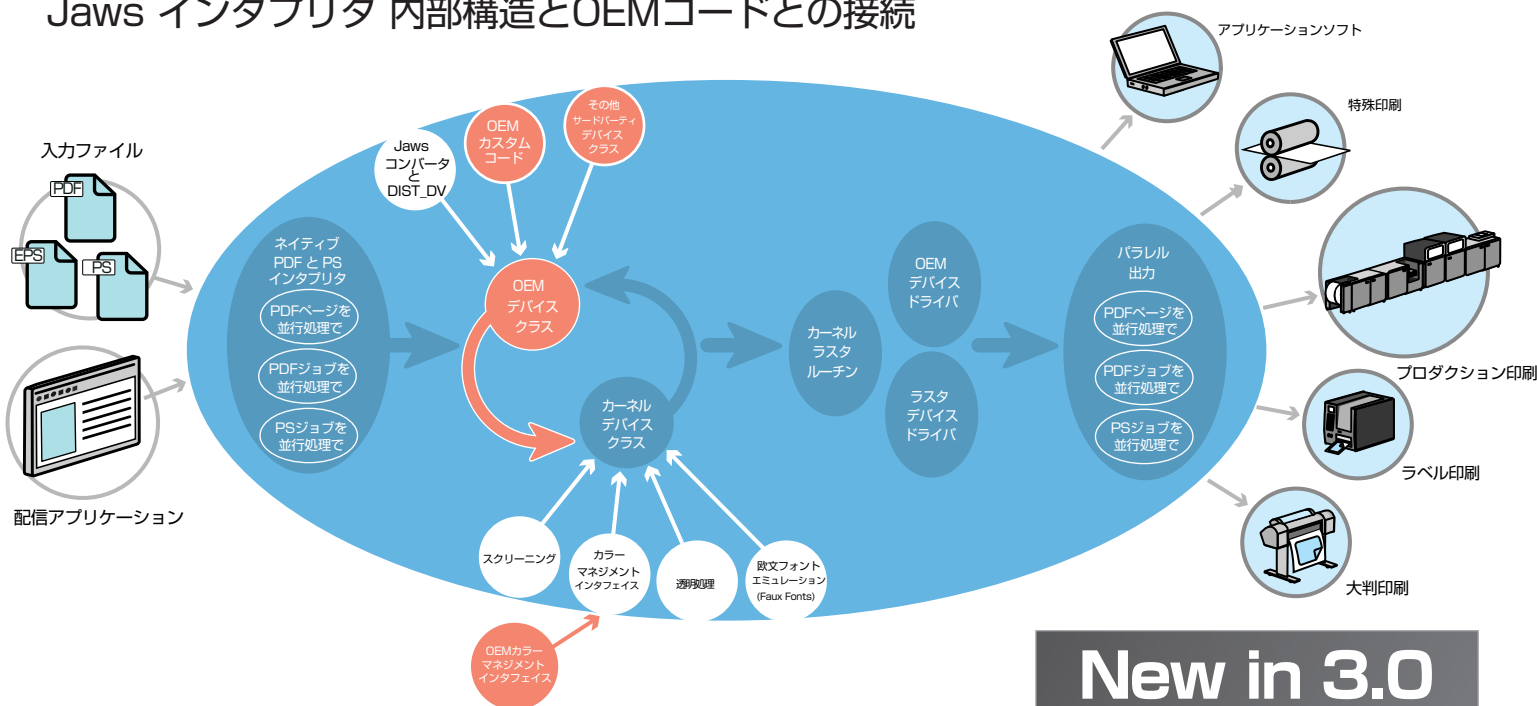 Jaws インタプリタ 内部構造とOEMコードとの接続
入力ファイル
PDF
EPS
PS
配信アプリケーション
ネイティブ
PDF と PS
インタプリタ
PDFページを
並行処理で
PDFジョブを
並行処理で
PSジョブを
並行処理で
Jaws
コンバータ
と
DIST_DV
OEM
カスタム
コード
その他
サードパーティ
デバイス
クラス
OEM
デバイス
クラス
カーネル
デバイス
クラス
スクリーニング
カラー
マネジメント
インタフェイス
透明処理
欧文フォント
エミュレーション
(Faux Fonts)
OEMカラー
マネジメント
インタフェイス
カーネル
ラスタ
ルーチン
OEM
デバイス
ドライバ
ラスタ
デバイス
ドライバ
パラレル
出力
PDFページを
並行処理で
PDFジョブを
並行処理で
PSジョブを
並行処理で
アプリケーションソフト
特殊印刷
プロダクション印刷
ラベル印刷
大判印刷
New in 3.0